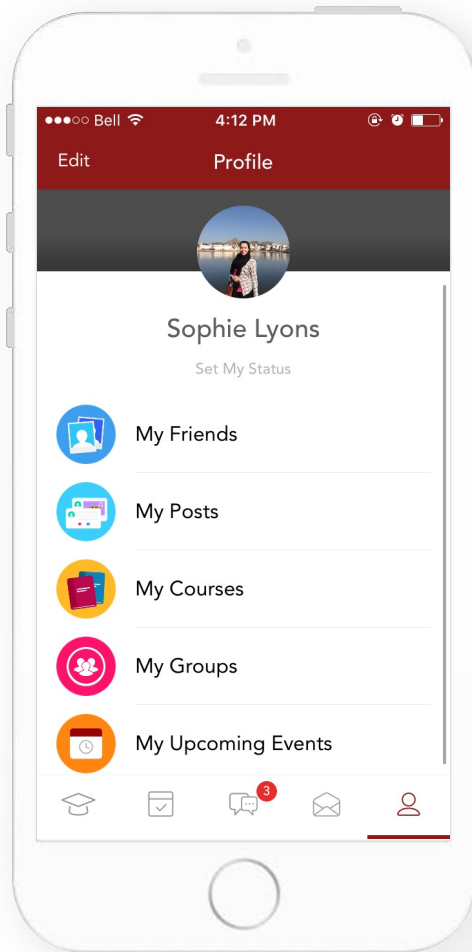 Bell 4:12 PM
Edit Profile
Sophie Lyons
Set My Status
My Friends
My Posts
My Courses
My Groups
My Upcoming Events
3